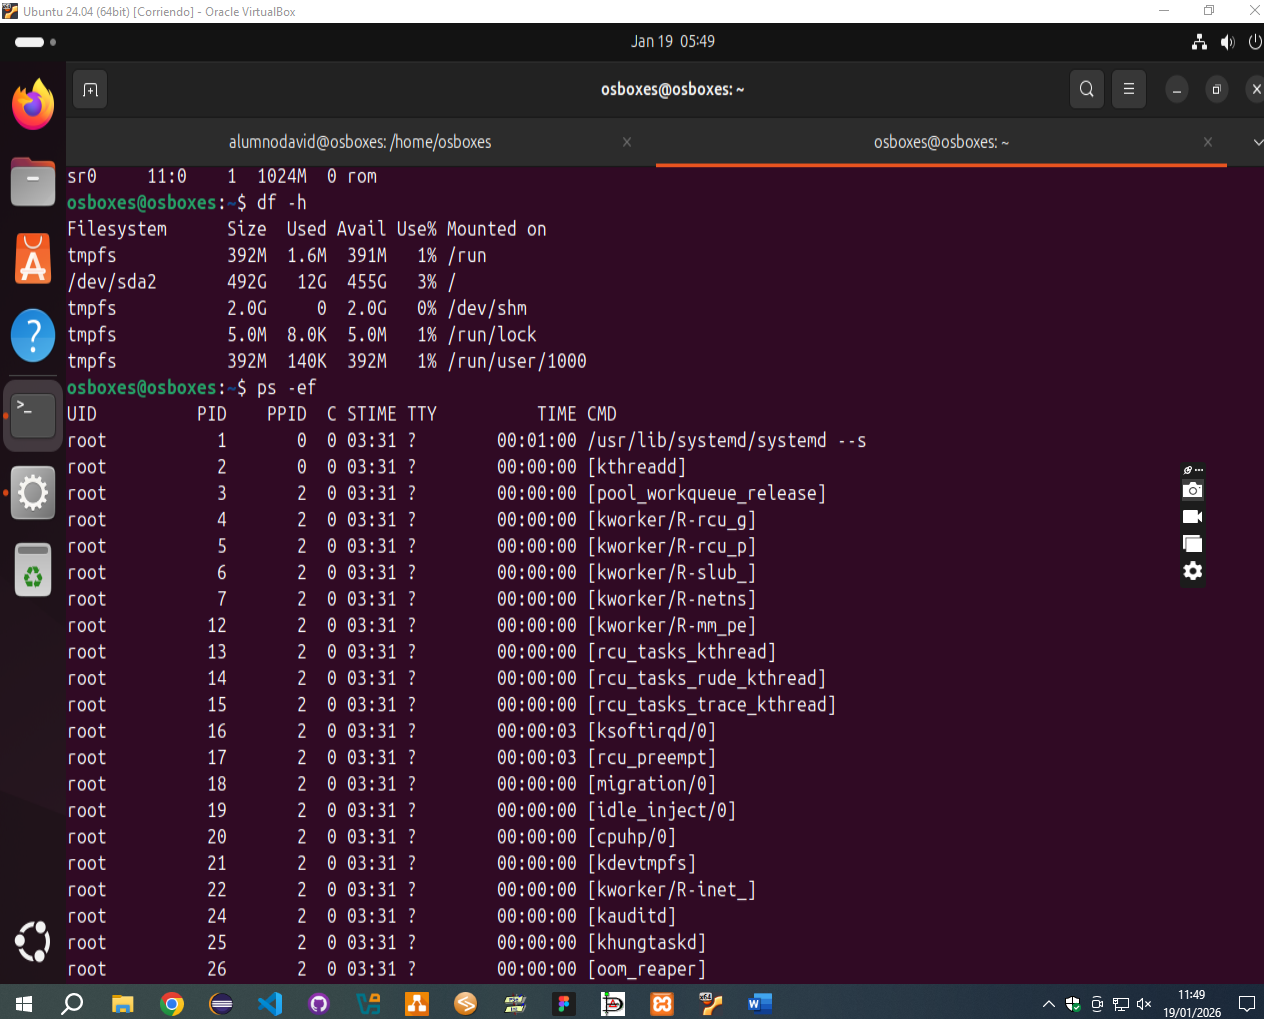 Ubuntu 24.04 (64bit) [Corriendo] - Oracle VirtualBox
Jan 19 05:49
osboxes@osboxes: ~
alumnodavid@osboxes: /home/osboxes
osboxes@osboxes: ~
sr0 11:0 1 1024M 0 rom
osboxes@osboxes:~$ df -h
Filesystem Size Used Avail Use% Mounted on
tmpfs 392M 1.6M 391M 1% /run
/dev/sda2 492G 12G 455G 3% /
tmpfs 2.0G 0 2.0G 0% /dev/shm
tmpfs 5.0M 8.0K 5.0M 1% /run/lock
tmpfs 392M 140K 392M 1% /run/user/1000
osboxes@osboxes:~$ ps -ef
UID PID PPID C STIME TTY TIME CMD
root 1 0 0 03:31 ? 00:01:00 /usr/lib/systemd/systemd --s
root 2 0 0 03:31 ? 00:00:00 [kthreadd]
root 3 2 0 03:31 ? 00:00:00 [pool_workqueue_release]
root 4 2 0 03:31 ? 00:00:00 [kworker/R-rcu_g]
root 5 2 0 03:31 ? 00:00:00 [kworker/R-rcu_p]
root 6 2 0 03:31 ? 00:00:00 [kworker/R-slub_]
root 7 2 0 03:31 ? 00:00:00 [kworker/R-netns]
root 12 2 0 03:31 ? 00:00:00 [kworker/R-mm_pe]
root 13 2 0 03:31 ? 00:00:00 [rcu_tasks_kthread]
root 14 2 0 03:31 ? 00:00:00 [rcu_tasks_rude_kthread]
root 15 2 0 03:31 ? 00:00:00 [rcu_tasks_trace_kthread]
root 16 2 0 03:31 ? 00:00:03 [ksoftirqd/0]
root 17 2 0 03:31 ? 00:00:03 [rcu_preempt]
root 18 2 0 03:31 ? 00:00:00 [migration/0]
root 19 2 0 03:31 ? 00:00:00 [idle_inject/0]
root 20 2 0 03:31 ? 00:00:00 [cpuhp/0]
root 21 2 0 03:31 ? 00:00:00 [kdevtmpfs]
root 22 2 0 03:31 ? 00:00:00 [kworker/R-inet_]
root 24 2 0 03:31 ? 00:00:00 [kauditd]
root 25 2 0 03:31 ? 00:00:00 [khungtaskd]
root 26 2 0 03:31 ? 00:00:00 [oom_reaper]
11:49
19/01/2026